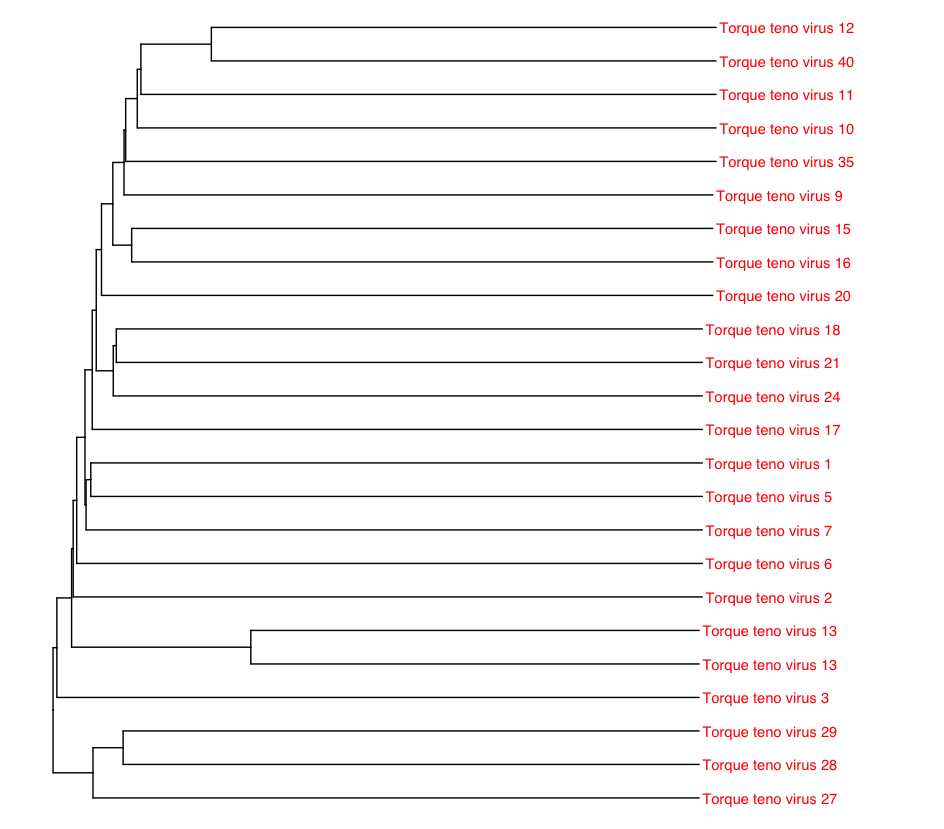 Torque teno virus 12
Torque teno virus 40
Torque teno virus 11
Torque teno virus 10
Torque teno virus 35
Torque teno virus 9
Torque teno virus 15
Torque teno virus 16
Torque teno virus 20
Torque teno virus 18
Torque teno virus 21
Torque teno virus 24
Torque teno virus 17
Torque teno virus 1
Torque teno virus 5
Torque teno virus 7
Torque teno virus 6
Torque teno virus 2
Torque teno virus 13
Torque teno virus 13
Torque teno virus 3
Torque teno virus 29
Torque teno virus 28
Torque teno virus 27